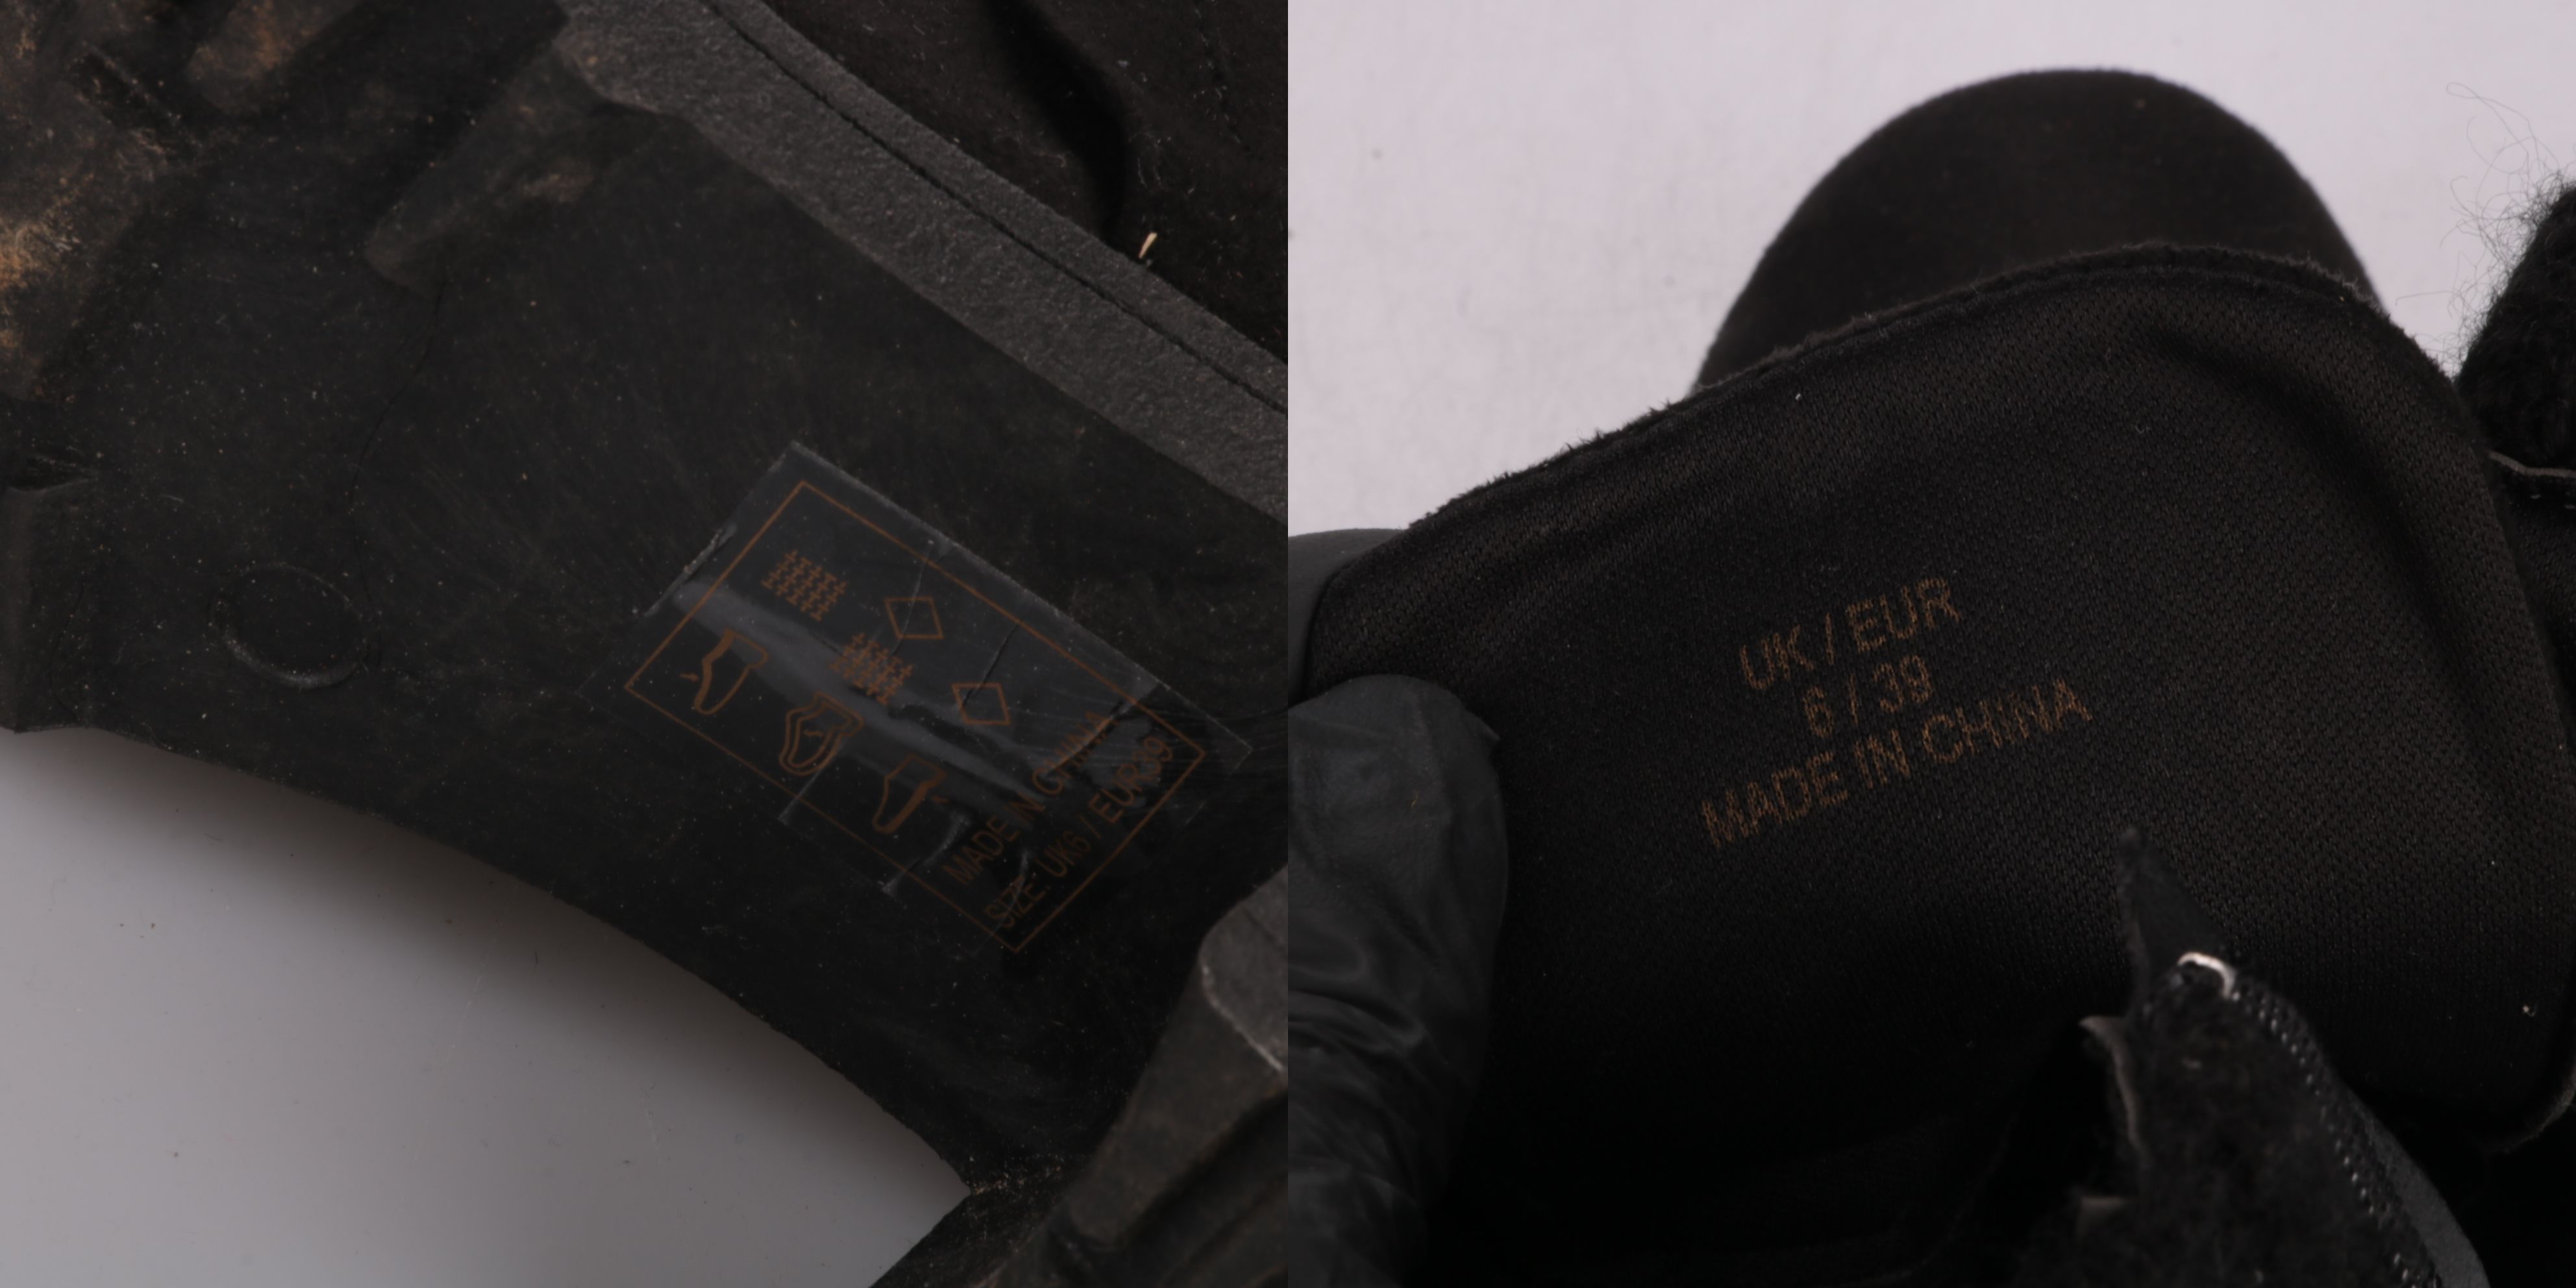 MADE IN CHINA
SIZE: UK6 / EUR39
UK / EUR
6 / 39
MADE IN CHINA